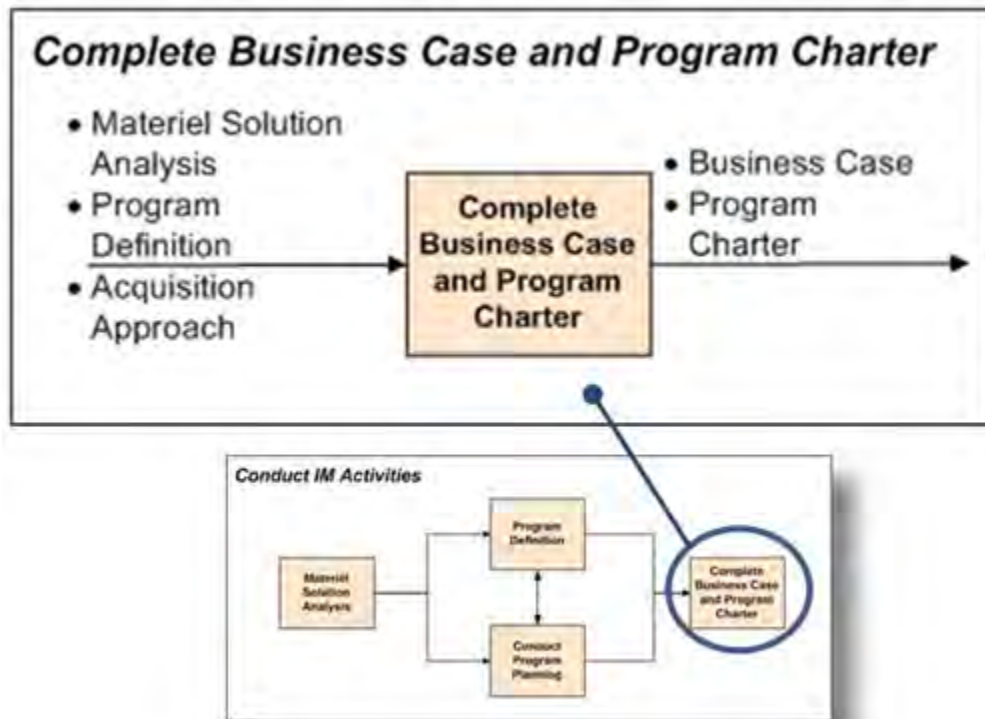 Complete Business Case and Program Charter
• Materiel Solution
Analysis
• Program
Definition
• Acquisition
Approach
Complete
Business Case
and Program
Charter
• Business Case
• Program
Charter
Conduct IM Activities
Materiel
Solution
Analysis
Program
Definition
Conduct
Program
Planning
Complete
Business Case
and Program
Charter